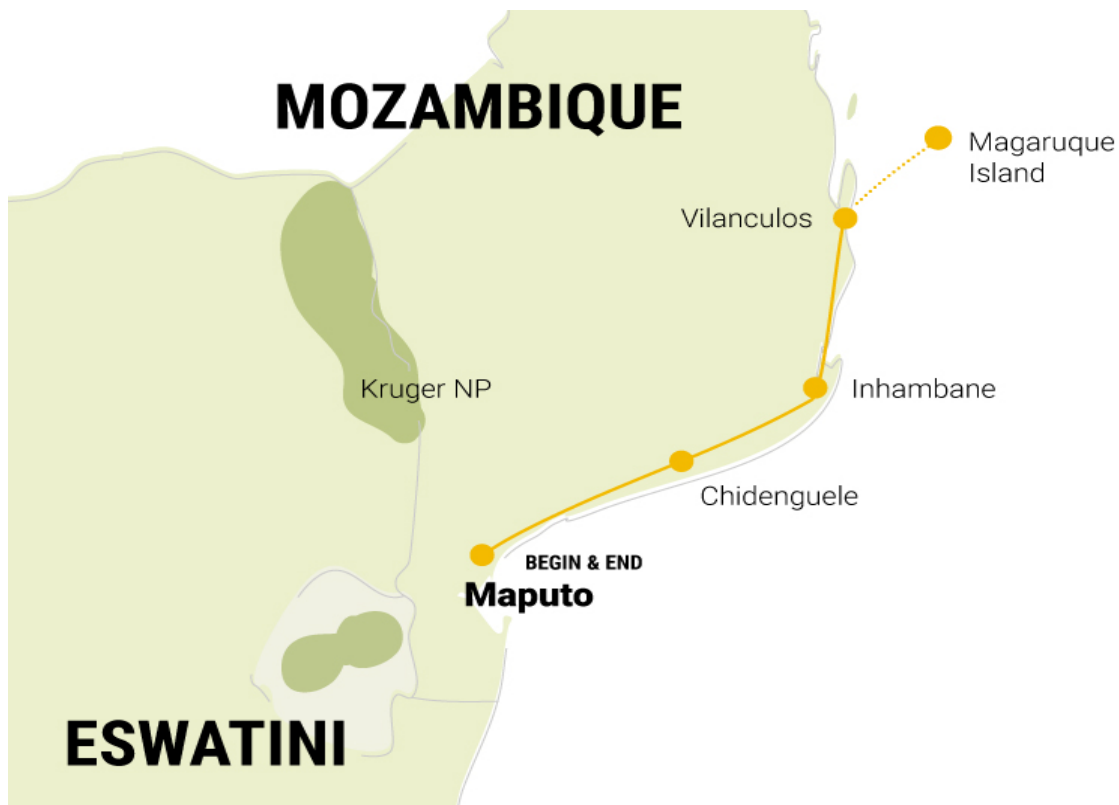 MOZAMBIQUE
Magaruque
Island
Vilanculos
Kruger NP
Inhambane
Chidenguele
BEGIN & END
Maputo
ESWATINI